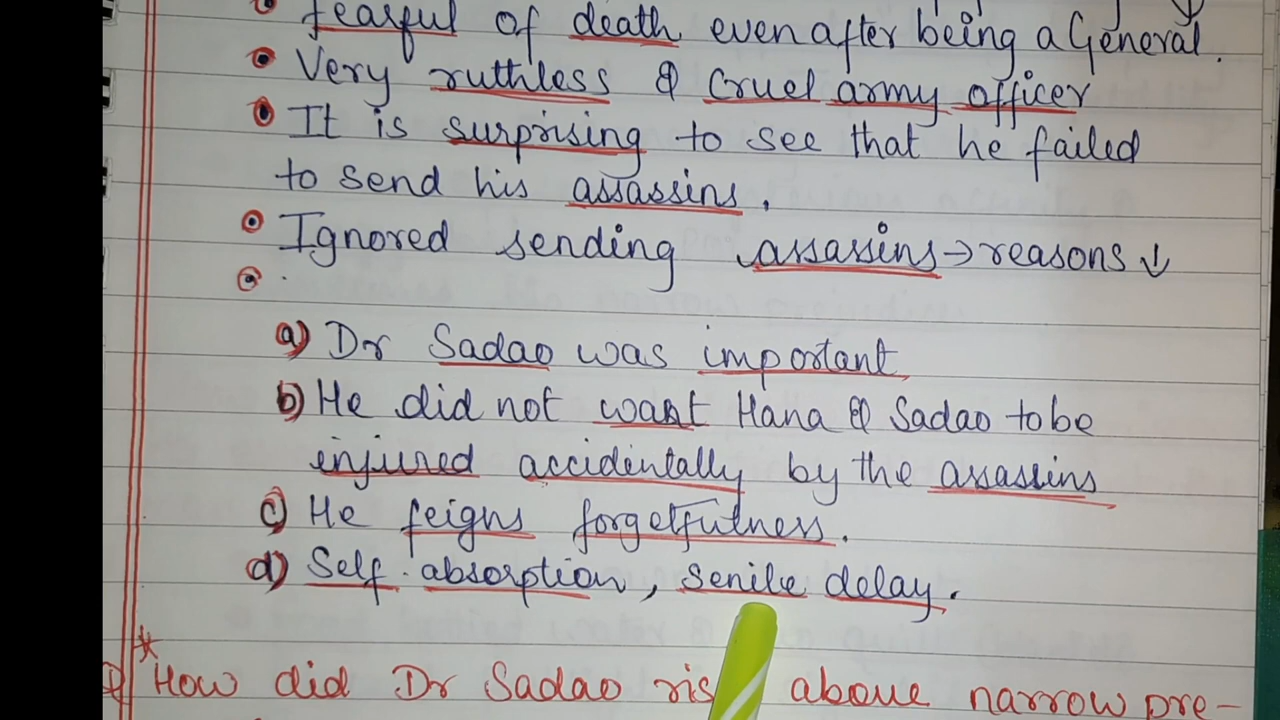 fearful of death even after being a General.
Very ruthless & Cruel army officer
It is surprising to see that he failed
to send his assassins.
Ignored sending assassins → reasons ↓
a) Dr Sadao was important
b) He did not want Hana & Sadao to be
injured accidentally by the assassins
c) He feigns forgetfulness.
d) Self-absorption, senile delay.
* How did Dr Sadao above narrow pre-